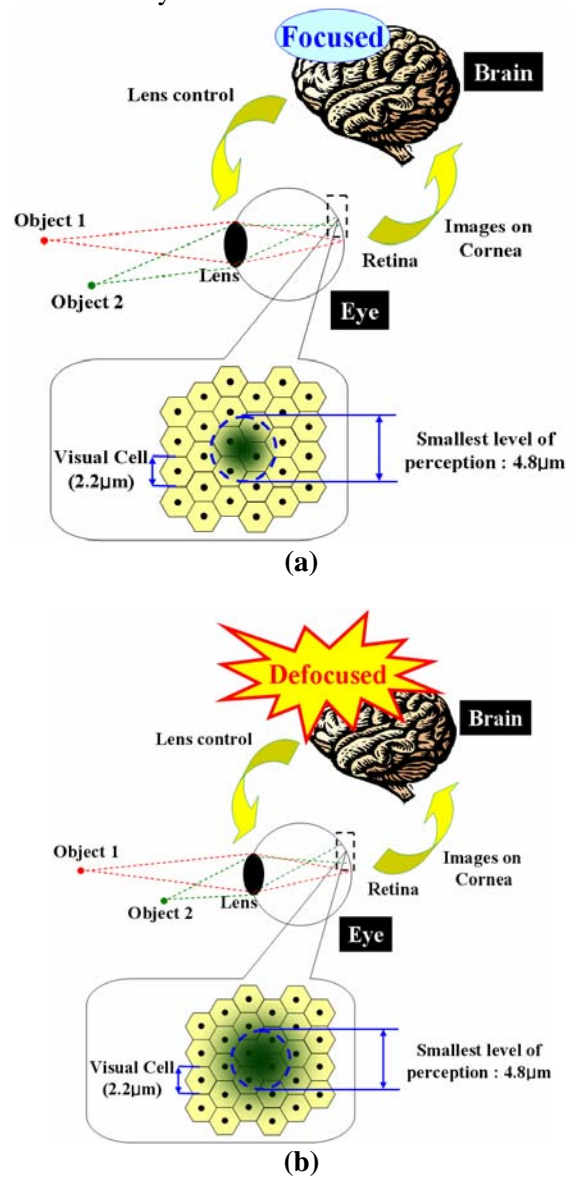 Focused
Brain
Lens control
Object 1
Images on
Cornea
Retina
Lens
Object 2
Eye
Visual Cell
(2.2μm)
Smallest level of
perception : 4.8μm
(a)
Defocused
Brain
Lens control
Object 1
Images on
Cornea
Retina
Lens
Object 2
Eye
Visual Cell
(2.2μm)
Smallest level of
perception : 4.8μm
(b)